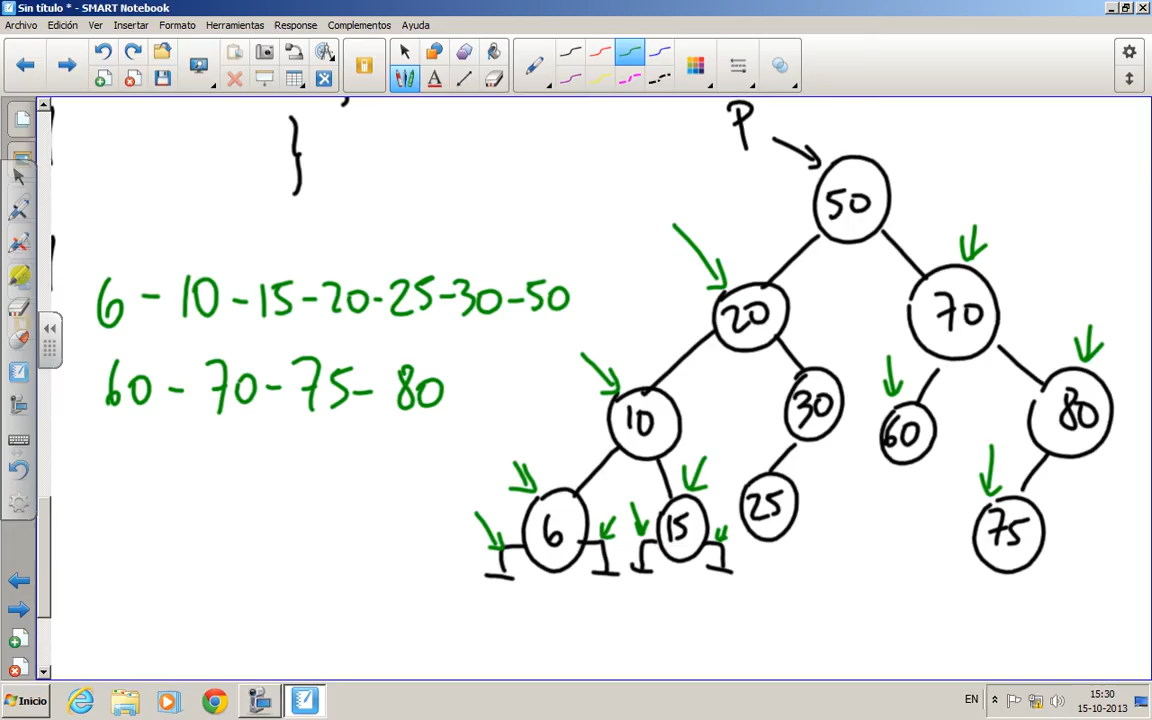 Sin título * - SMART Notebook
Archivo Edición Ver Insertar Formato Herramientas Response Complementos Ayuda
}
P
50
20 70
10 30 60 80
6 15 25 75
6 - 10 - 15 - 20 - 25 - 30 - 50
60 - 70 - 75 - 80
Inicio
EN
15:30
15-10-2013